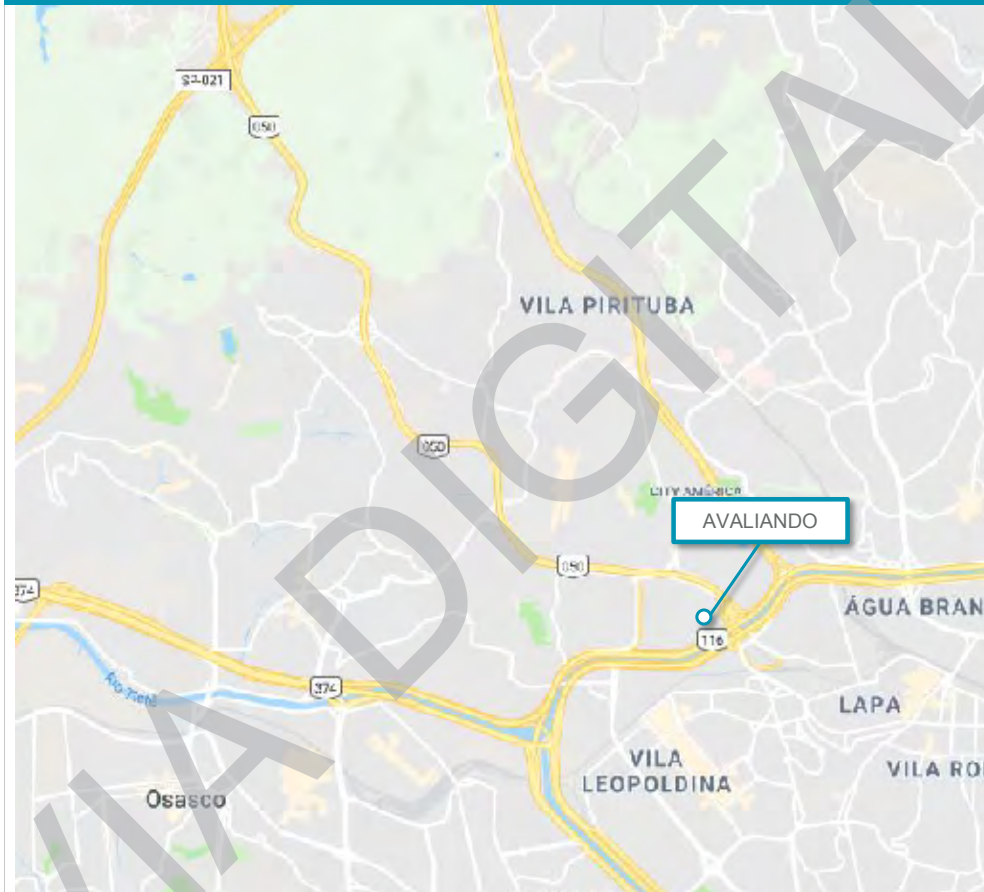 SP-021
050
VILA PIRITUBA
050
CITY AMÉRICA
AVALIANDO
050
374
ÁGUA BRAN
116
Rio Tietê
374
LAPA
VILA
LEOPOLDINA
VILA RO
Osasco
VIA DIGITAL